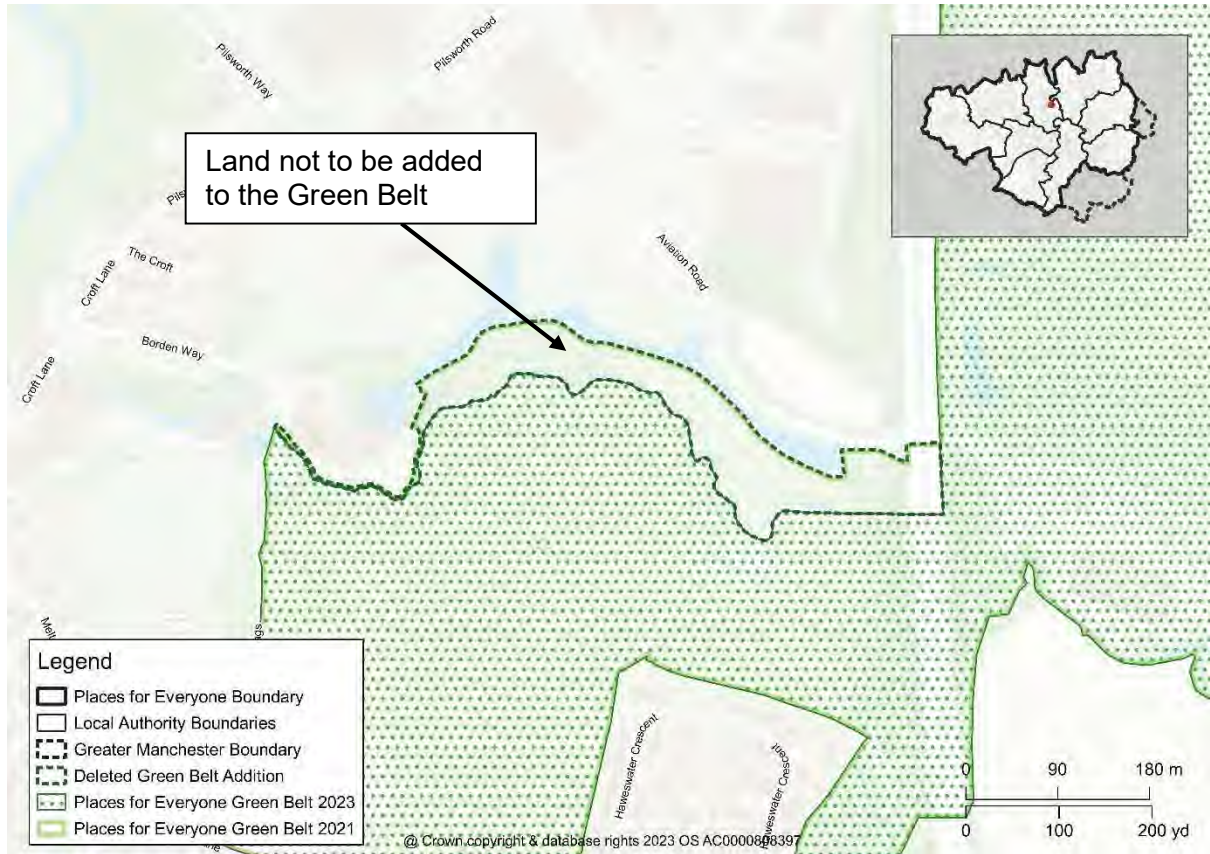 Pilsworth Way
Pilsworth Road
Land not to be added
to the Green Belt
The Croft
Croft Lane
Aviation Road
Borden Way
Croft Lane
Legend
Places for Everyone Boundary
Local Authority Boundaries
Greater Manchester Boundary
Deleted Green Belt Addition
Places for Everyone Green Belt 2023
Places for Everyone Green Belt 2021
Haweswater Crescent
Haweswater Crescent
0 90 180 m
0 100 200 yd
@ Crown copyright & database rights 2023 OS AC0000808397